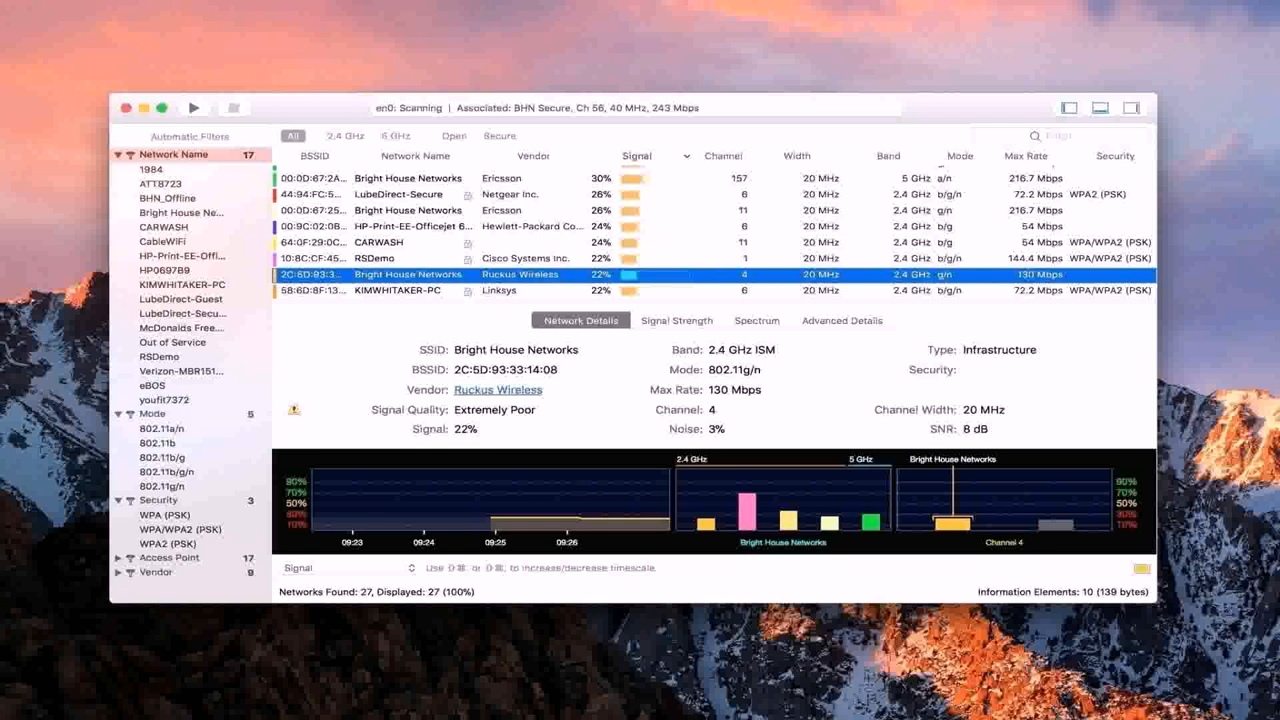 en0: Scanning | Associated: BHN Secure, Ch 56, 40 MHz, 243 Mbps
Automatic Filters
All 2.4 GHz 5 GHz Open Secure
Network Name 17
1984
ATT8723
BHN_Offline
Bright House Ne...
CARWASH
CableWiFi
HP-Print-EE-Offi...
HP0697B9
KIMWHITAKER-PC
LubeDirect-Guest
LubeDirect-Secu...
McDonalds Free...
Out of Service
RSDemo
Verizon-MBR151...
eBOS
youfit7372
Mode 5
802.11a/n
802.11b
802.11b/g
802.11b/g/n
802.11g/n
Security 3
WPA (PSK)
WPA/WPA2 (PSK)
WPA2 (PSK)
Access Point 17
Vendor 9
BSSID Network Name Vendor Signal Channel Width Band Mode Max Rate Security
00:0D:67:2A... Bright House Networks Ericsson 30% 157 20 MHz 5 GHz a/n 216.7 Mbps
44:94:FC:5... LubeDirect-Secure Netgear Inc. 26% 6 20 MHz 2.4 GHz b/g/n 72.2 Mbps WPA2 (PSK)
00:0D:67:25... Bright House Networks Ericsson 26% 11 20 MHz 2.4 GHz g/n 216.7 Mbps
00:9C:02:0B... HP-Print-EE-Officejet 6... Hewlett-Packard Co... 24% 6 20 MHz 2.4 GHz b/g 54 Mbps
64:0F:29:0C... CARWASH 24% 11 20 MHz 2.4 GHz b/g 54 Mbps WPA/WPA2 (PSK)
10:8C:CF:45... RSDemo Cisco Systems Inc. 22% 1 20 MHz 2.4 GHz b/g/n 144.4 Mbps WPA/WPA2 (PSK)
2C:5D:93:3... Bright House Networks Ruckus Wireless 22% 4 20 MHz 2.4 GHz g/n 130 Mbps
58:6D:8F:13... KIMWHITAKER-PC Linksys 22% 6 20 MHz 2.4 GHz b/g/n 72.2 Mbps WPA/WPA2 (PSK)
Network Details Signal Strength Spectrum Advanced Details
SSID: Bright House Networks Band: 2.4 GHz ISM Type: Infrastructure
BSSID: 2C:5D:93:33:14:08 Mode: 802.11g/n Security:
Vendor: Ruckus Wireless Max Rate: 130 Mbps
Signal Quality: Extremely Poor Channel: 4 Channel Width: 20 MHz
Signal: 22% Noise: 3% SNR: 8 dB
2.4 GHz 5 GHz Bright House Networks
90% 90%
70% 70%
50% 50%
30% 30%
10% 10%
09:23 09:24 09:25 09:26 Bright House Networks Channel 4
Signal to increase/decrease timescale.
Networks Found: 27, Displayed: 27 (100%) Information Elements: 10 (139 bytes)